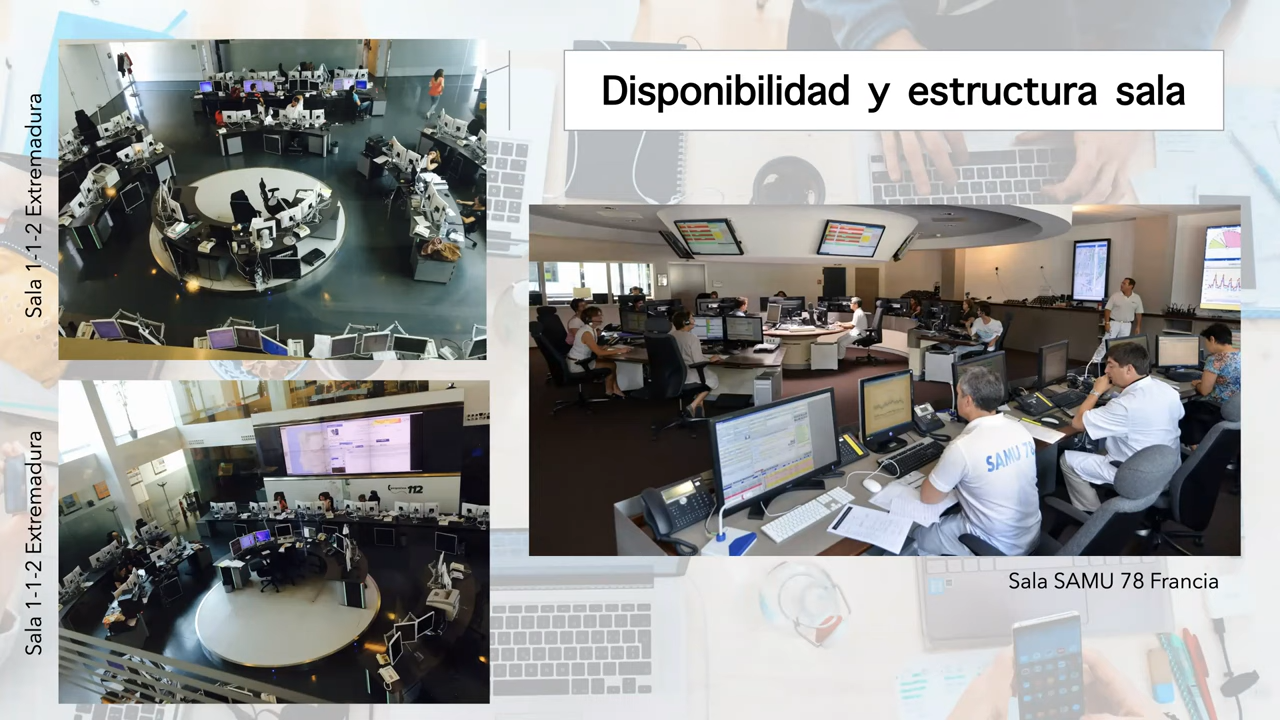 Disponibilidad y estructura sala
Sala 1-1-2 Extremadura
112
Sala 1-1-2 Extremadura
SAMU 78
Sala SAMU 78 Francia